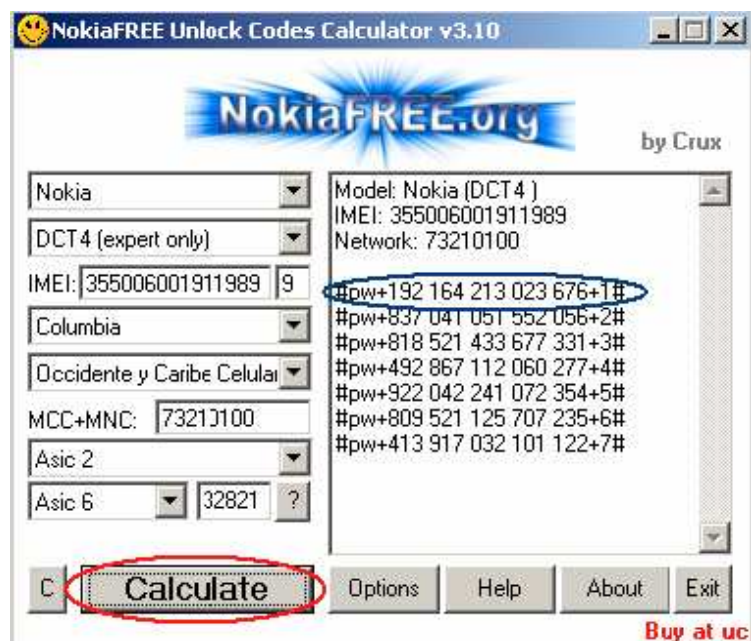 NokiaFREE Unlock Codes Calculator v3.10
NokiaFREE.org
by Crux
Nokia
DCT4 (expert only)
IMEI: 355006001911989 9
Columbia
Occidente y Caribe Celular
MCC+MNC: 73210100
Asic 2
Asic 6 32821 ?
Model: Nokia (DCT4 )
IMEI: 355006001911989
Network: 73210100
#pw+192 164 213 023 676+1#
#pw+837 041 051 552 056+2#
#pw+818 521 433 677 331+3#
#pw+492 867 112 060 277+4#
#pw+922 042 241 072 354+5#
#pw+809 521 125 707 235+6#
#pw+413 917 032 101 122+7#
C Calculate Options Help About Exit
Buy at uc